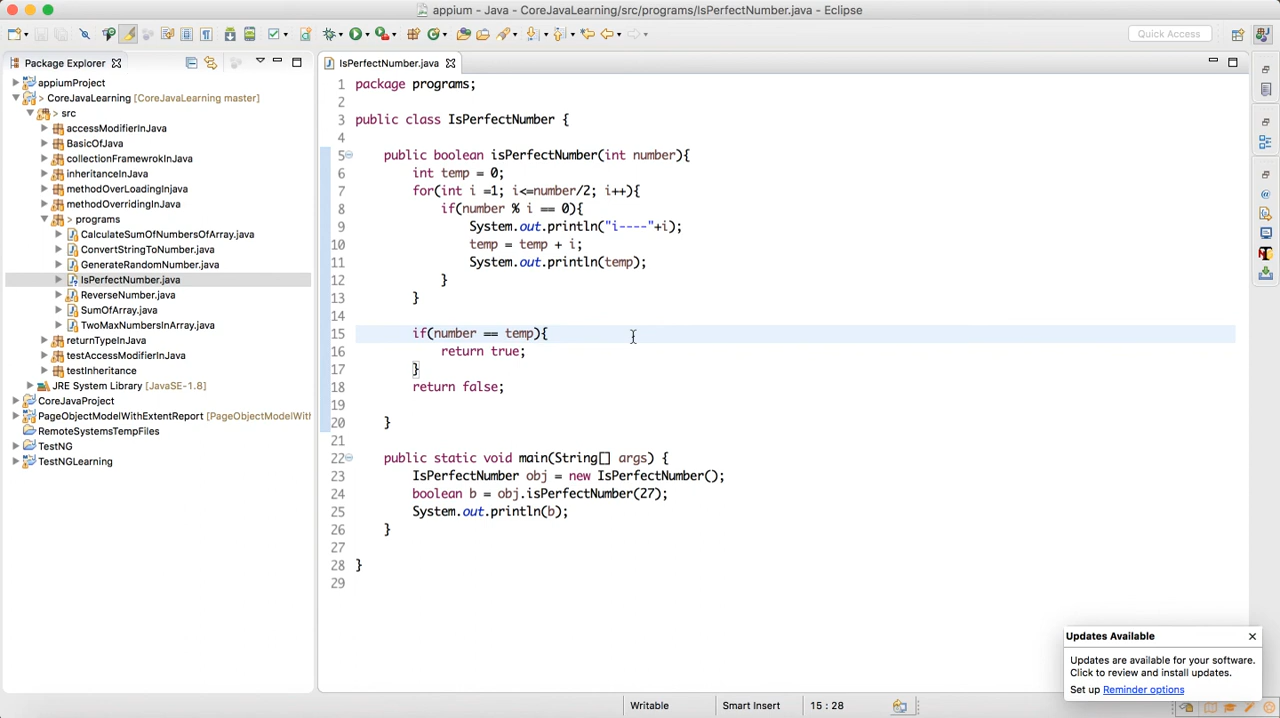 appium - Java - CoreJavaLearning/src/programs/IsPerfectNumber.java - Eclipse
Quick Access
Package Explorer
appiumProject
> CoreJavaLearning [CoreJavaLearning master]
> src
accessModifierInJava
BasicOfJava
collectionFramewrokInJava
inheritanceInJava
methodOverLoadingInjava
methodOverridingInJava
> programs
CalculateSumOfNumbersOfArray.java
ConvertStringToNumber.java
GenerateRandomNumber.java
IsPerfectNumber.java
ReverseNumber.java
SumOfArray.java
TwoMaxNumbersInArray.java
returnTypeInJava
testAccessModifierInJava
testInheritance
JRE System Library [JavaSE-1.8]
CoreJavaProject
PageObjectModelWithExtentReport [PageObjectModelWith
RemoteSystemsTempFiles
TestNG
TestNGLearning
IsPerfectNumber.java
1 package programs;
2
3 public class IsPerfectNumber {
4
5 public boolean isPerfectNumber(int number){
6 int temp = 0;
7 for(int i =1; i<=number/2; i++){
8 if(number % i == 0){
9 System.out.println("i----"+i);
10 temp = temp + i;
11 System.out.println(temp);
12 }
13 }
14
15 if(number == temp){
16 return true;
17 }
18 return false;
19
20 }
21
22 public static void main(String[] args) {
23 IsPerfectNumber obj = new IsPerfectNumber();
24 boolean b = obj.isPerfectNumber(27);
25 System.out.println(b);
26 }
27
28 }
29
Updates Available
Updates are available for your software.
Click to review and install updates.
Set up Reminder options
Writable
Smart Insert
15 : 28